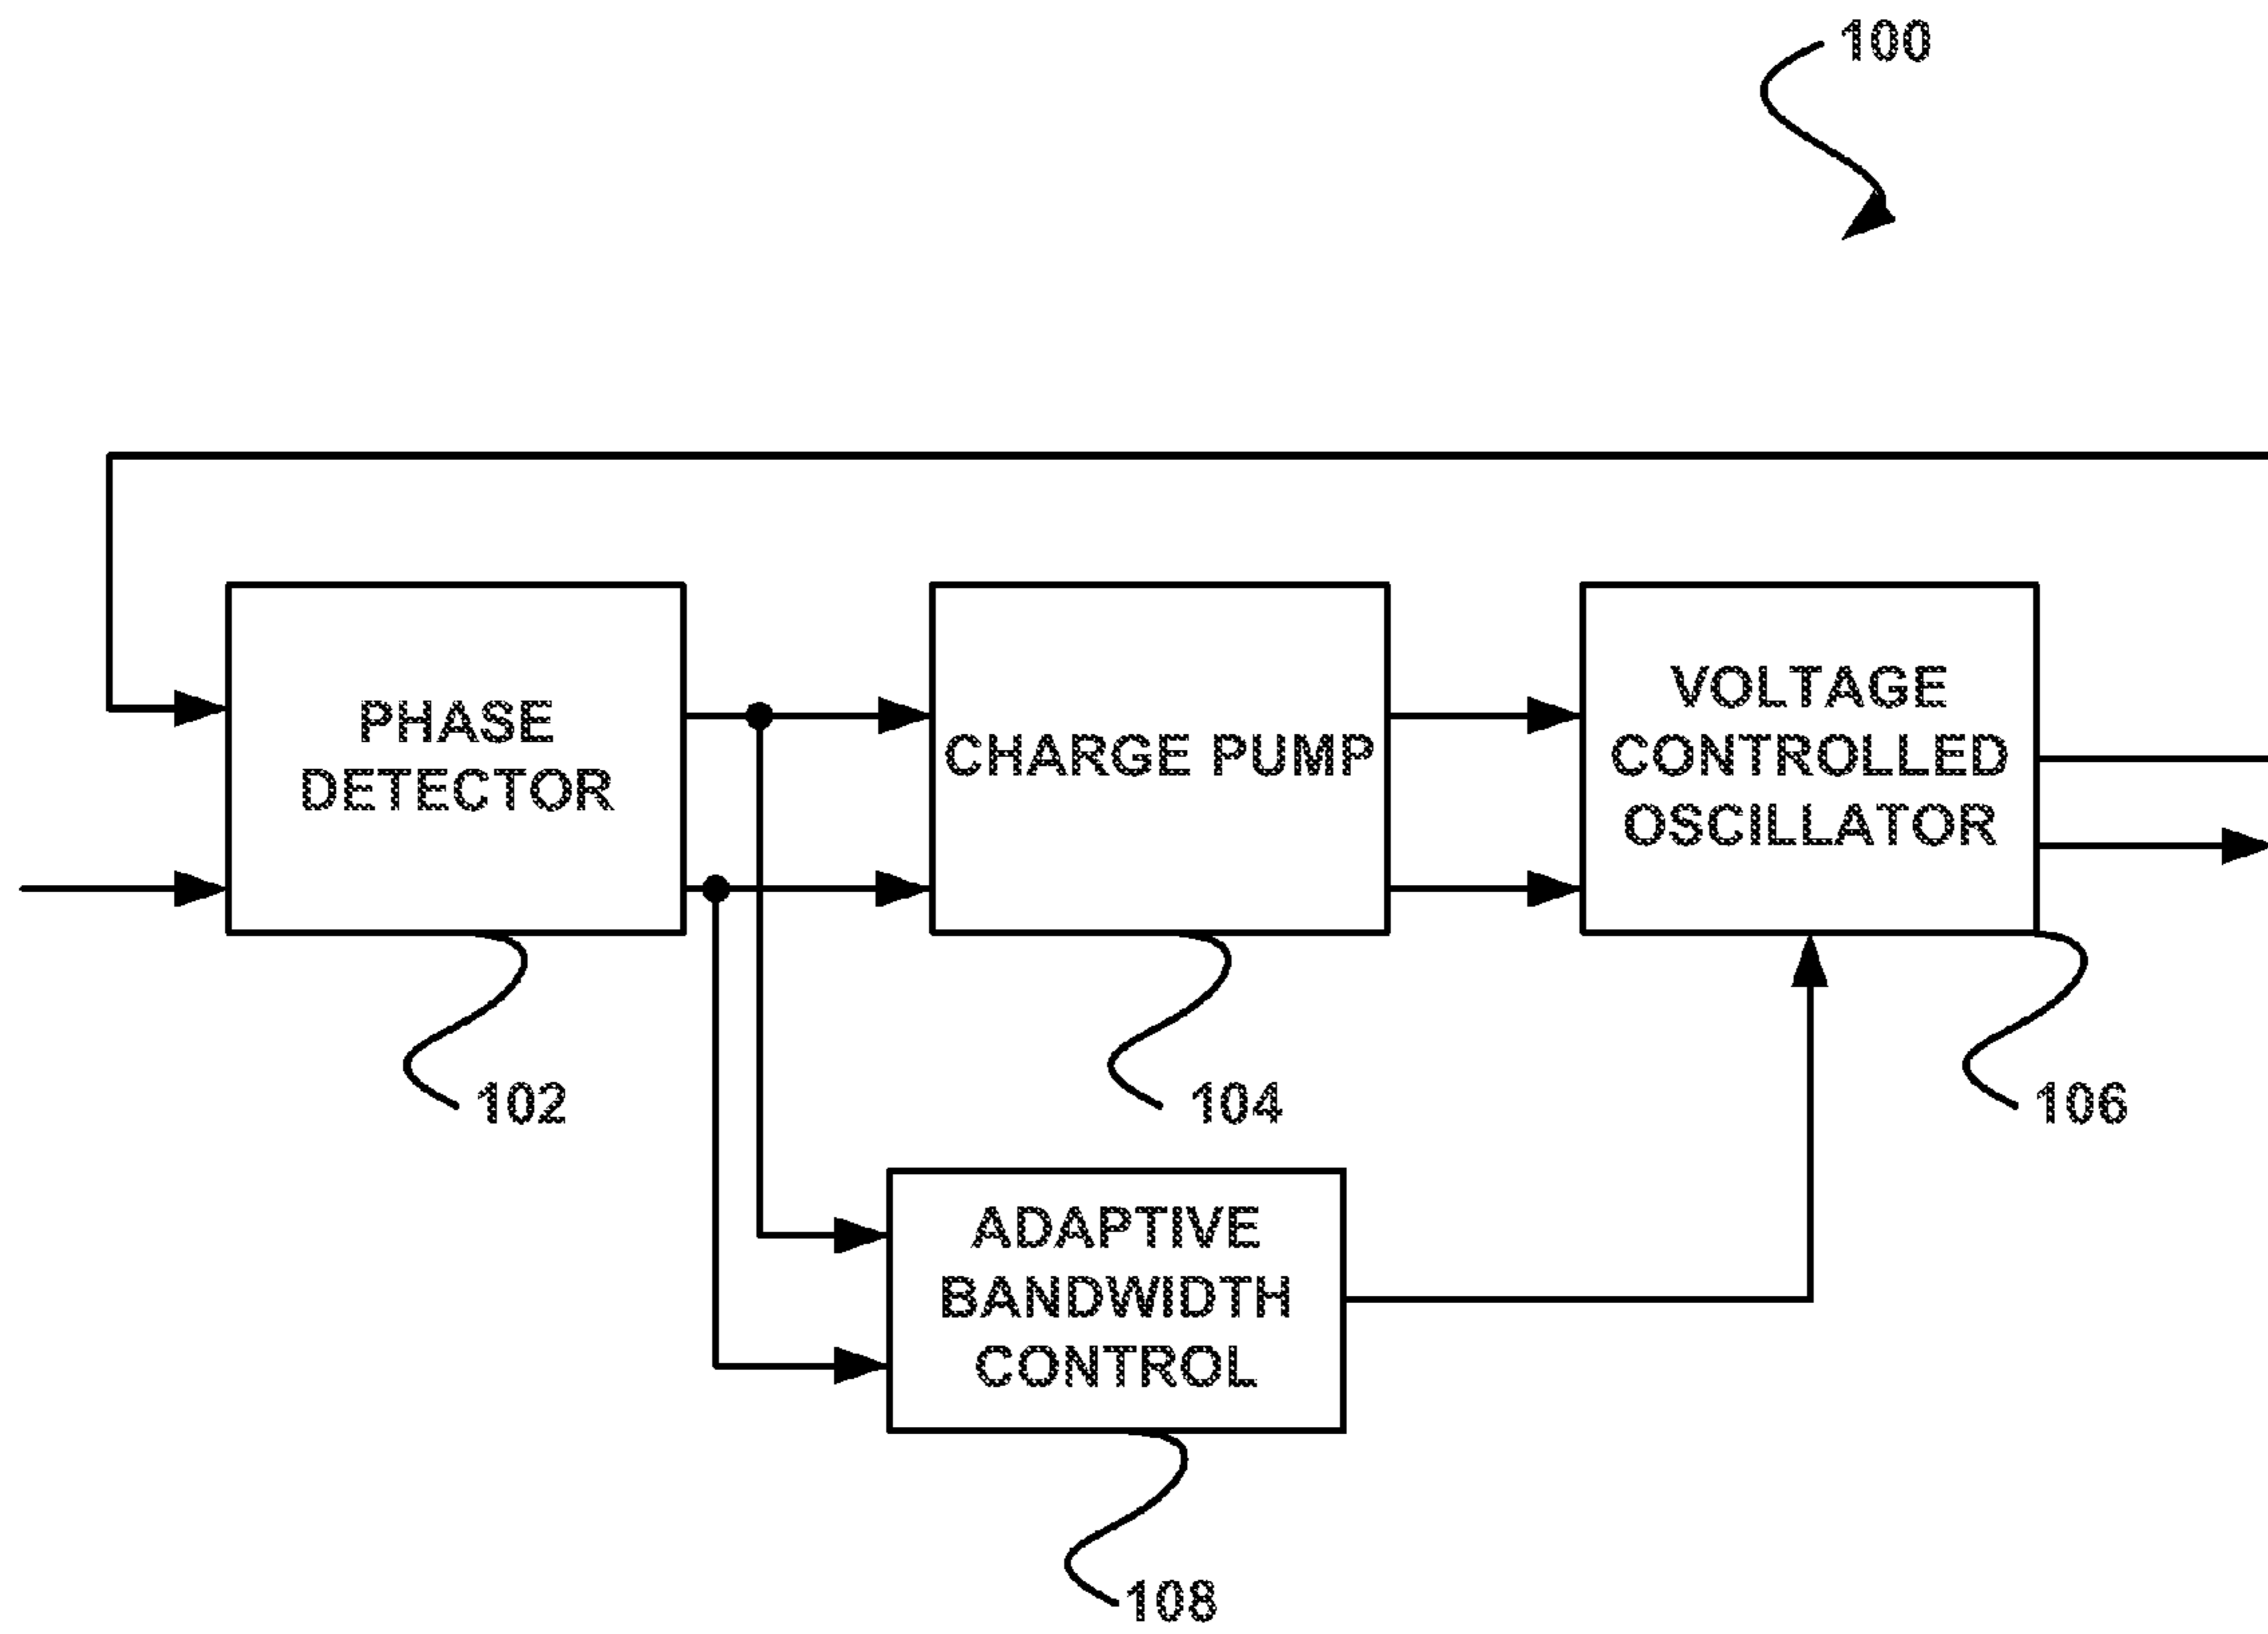 100
PHASE
DETECTOR
CHARGE PUMP
VOLTAGE
CONTROLLED
OSCILLATOR
102
104
106
ADAPTIVE
BANDWIDTH
CONTROL
108